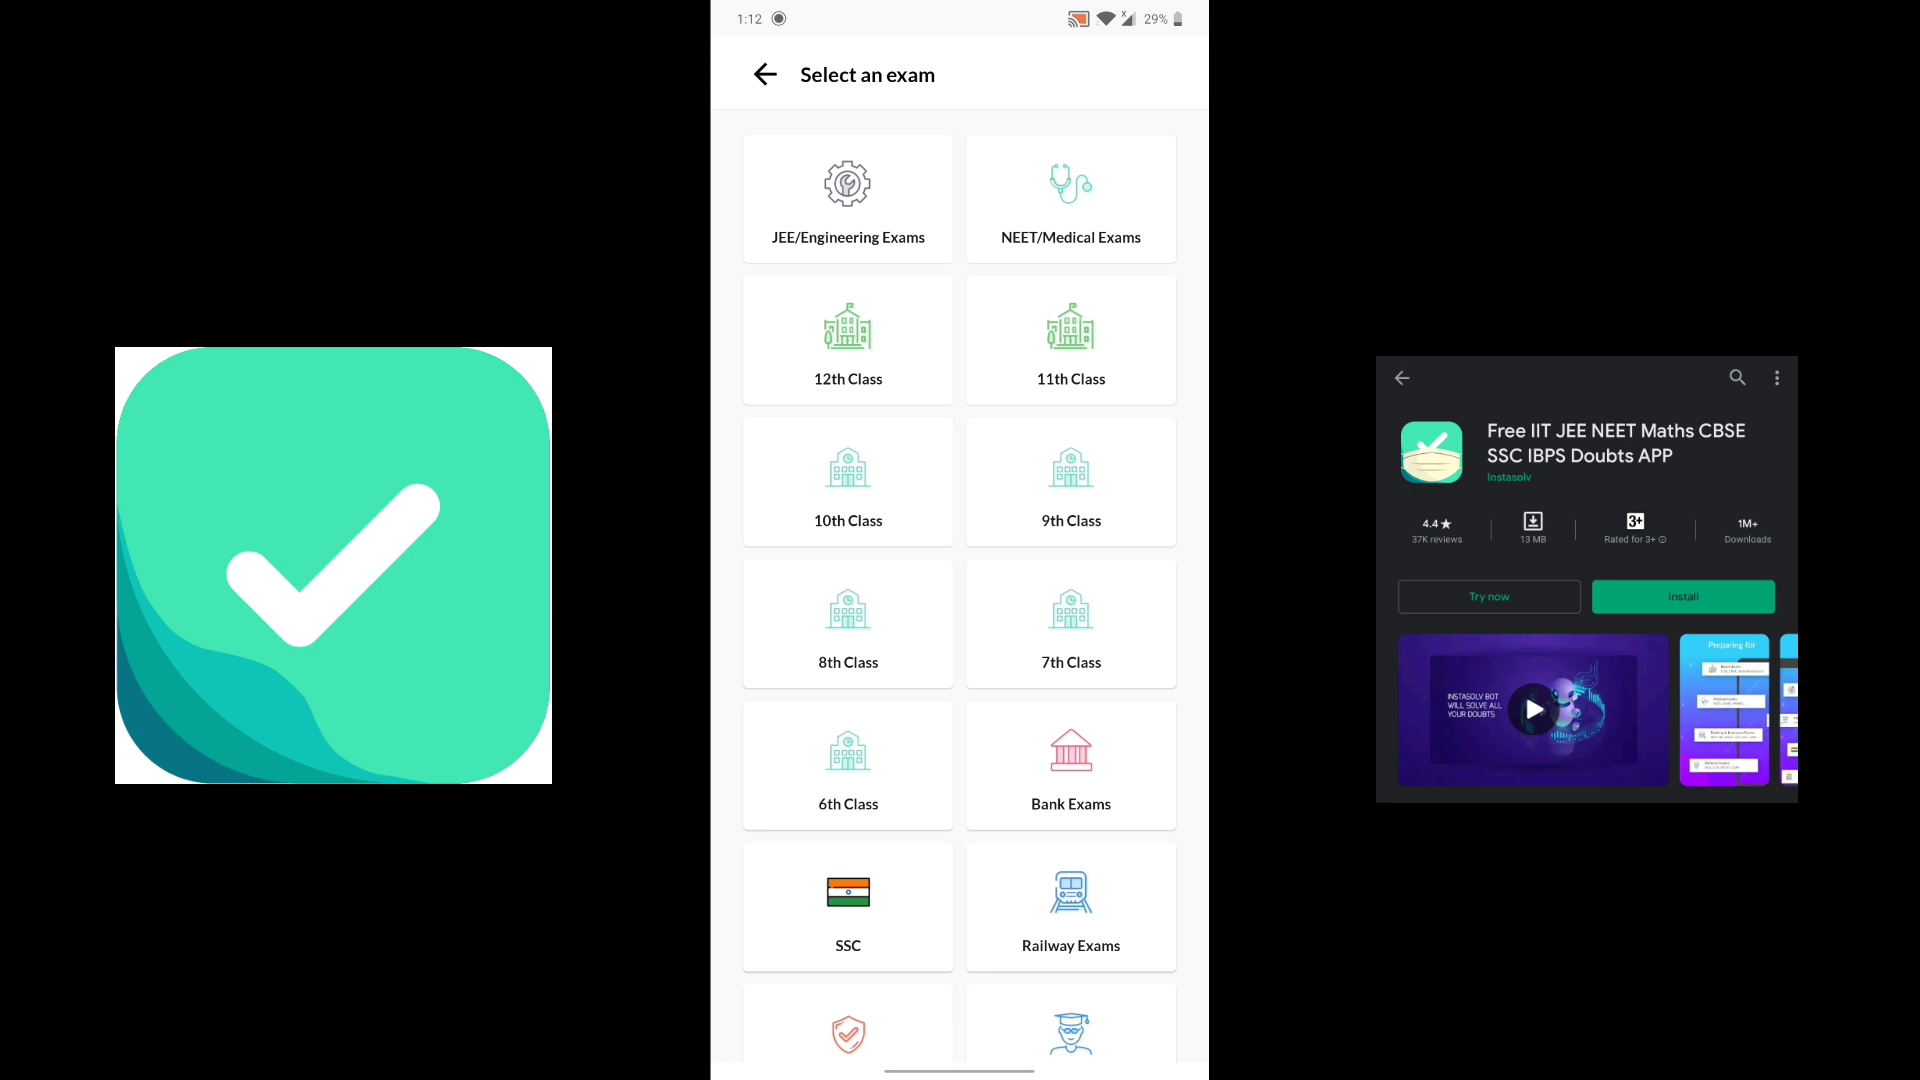 1:12
29%
Select an exam
JEE/Engineering Exams
NEET/Medical Exams
12th Class
11th Class
10th Class
9th Class
8th Class
7th Class
6th Class
Bank Exams
SSC
Railway Exams
Free IIT JEE NEET Maths CBSE
SSC IBPS Doubts APP
Instasolv
4.4★
37K reviews
13 MB
3+
Rated for 3+
1M+
Downloads
Try now
Install
INSTASOLV BOT
WILL SOLVE ALL
YOUR DOUBTS
Preparing for